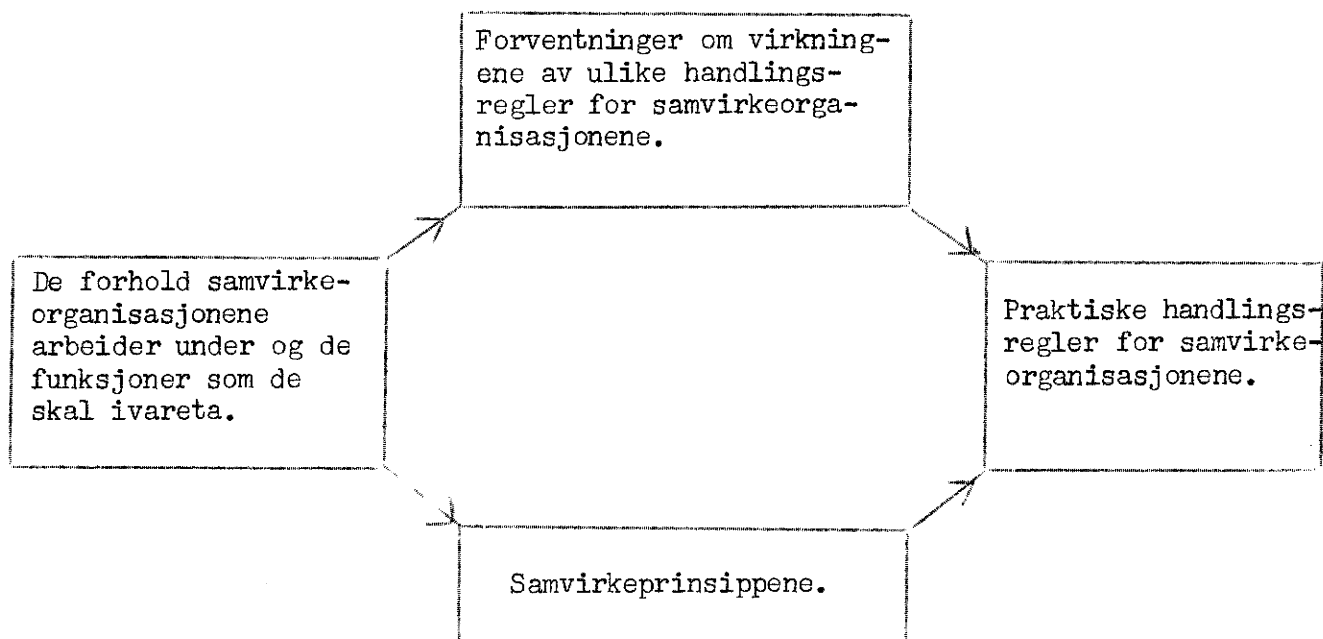 Forventninger om virkning-
ene av ulike handlings-
regler for samvirkeorga-
nisasjonene.
De forhold samvirke-
organisasjonene
arbeider under og de
funksjoner som de
skal ivareta.
Praktiske handlings-
regler for samvirke-
organisasjonene.
Samvirkeprinsippene.